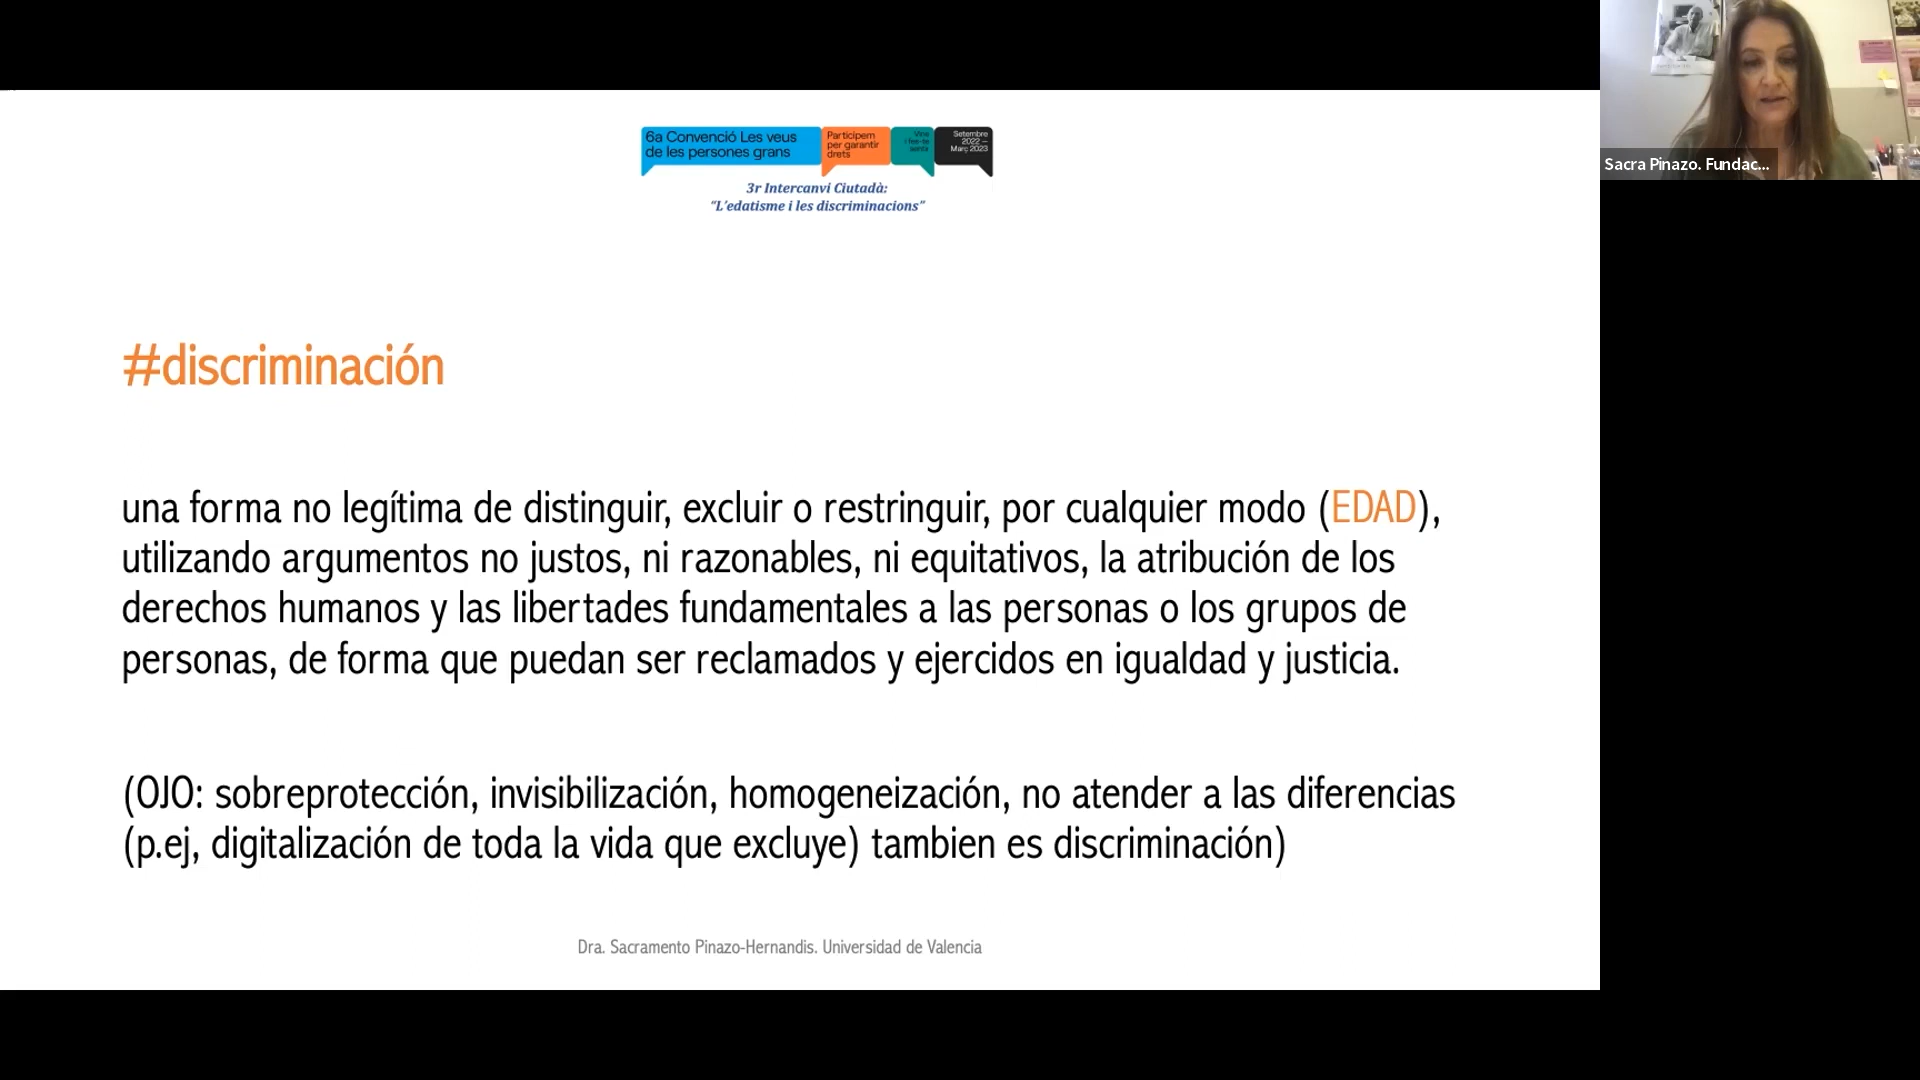 6a Convenció Les veus
de les persones grans
Participem
per garantir
drets
Vine
i fes-te
sentir
Setembre
2022 –
Març 2023
3r Intercanvi Ciutadà:
“L’edatisme i les discriminacions”
#discriminación
una forma no legítima de distinguir, excluir o restringuir, por cualquier modo (EDAD),
utilizando argumentos no justos, ni razonables, ni equitativos, la atribución de los
derechos humanos y las libertades fundamentales a las personas o los grupos de
personas, de forma que puedan ser reclamados y ejercidos en igualdad y justicia.
(OJO: sobreprotección, invisibilización, homogeneización, no atender a las diferencias
(p.ej, digitalización de toda la vida que excluye) tambien es discriminación)
Dra. Sacramento Pinazo-Hernandis. Universidad de Valencia
Sacra Pinazo. Fundac...